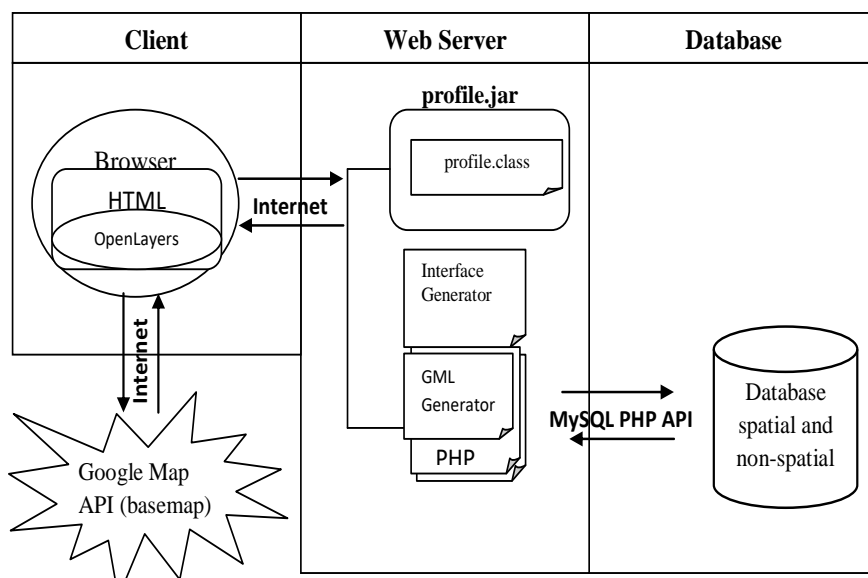 Client
Web Server
Database
Browser
HTML
OpenLayers
Internet
Internet
Google Map
API (basemap)
profile.jar
profile.class
Interface
Generator
GML
Generator
PHP
MySQL PHP API
Database
spatial and
non-spatial